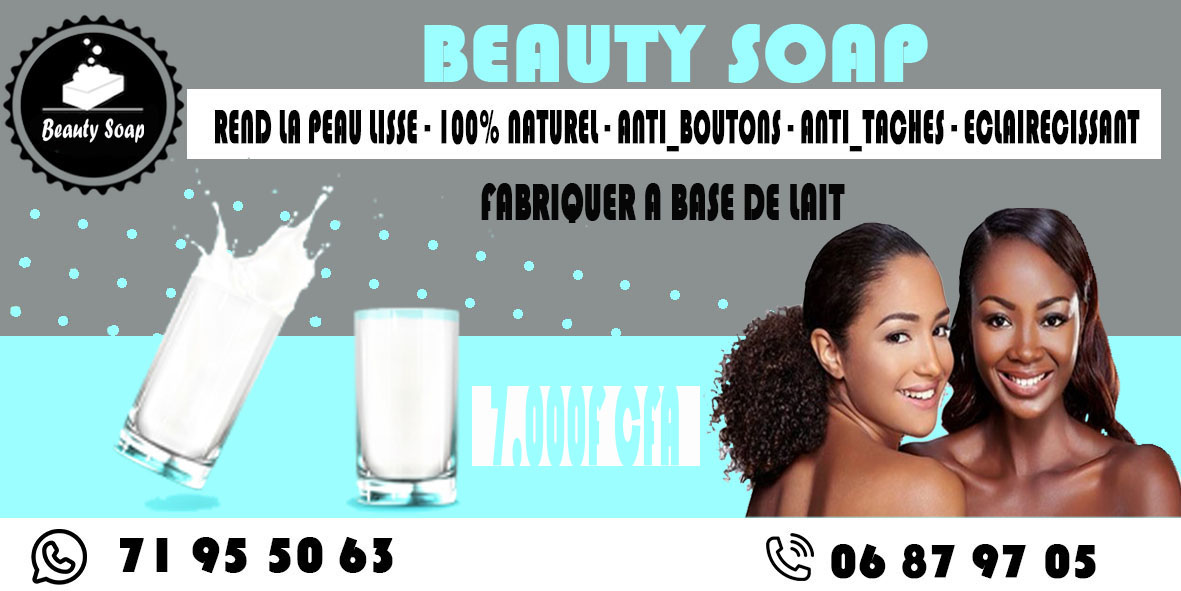 BEAUTY SOAP
Beauty Soap
REND LA PEAU LISSE - 100% NATUREL - ANTI_BOUTONS - ANTI_TACHES - ECLAIRECISSANT
FABRIQUER A BASE DE LAIT
7.000F CFA
71 95 50 63
06 87 97 05